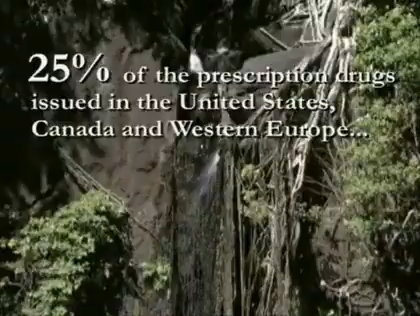 25% of the prescription drugs
issued in the United States,
Canada and Western Europe...